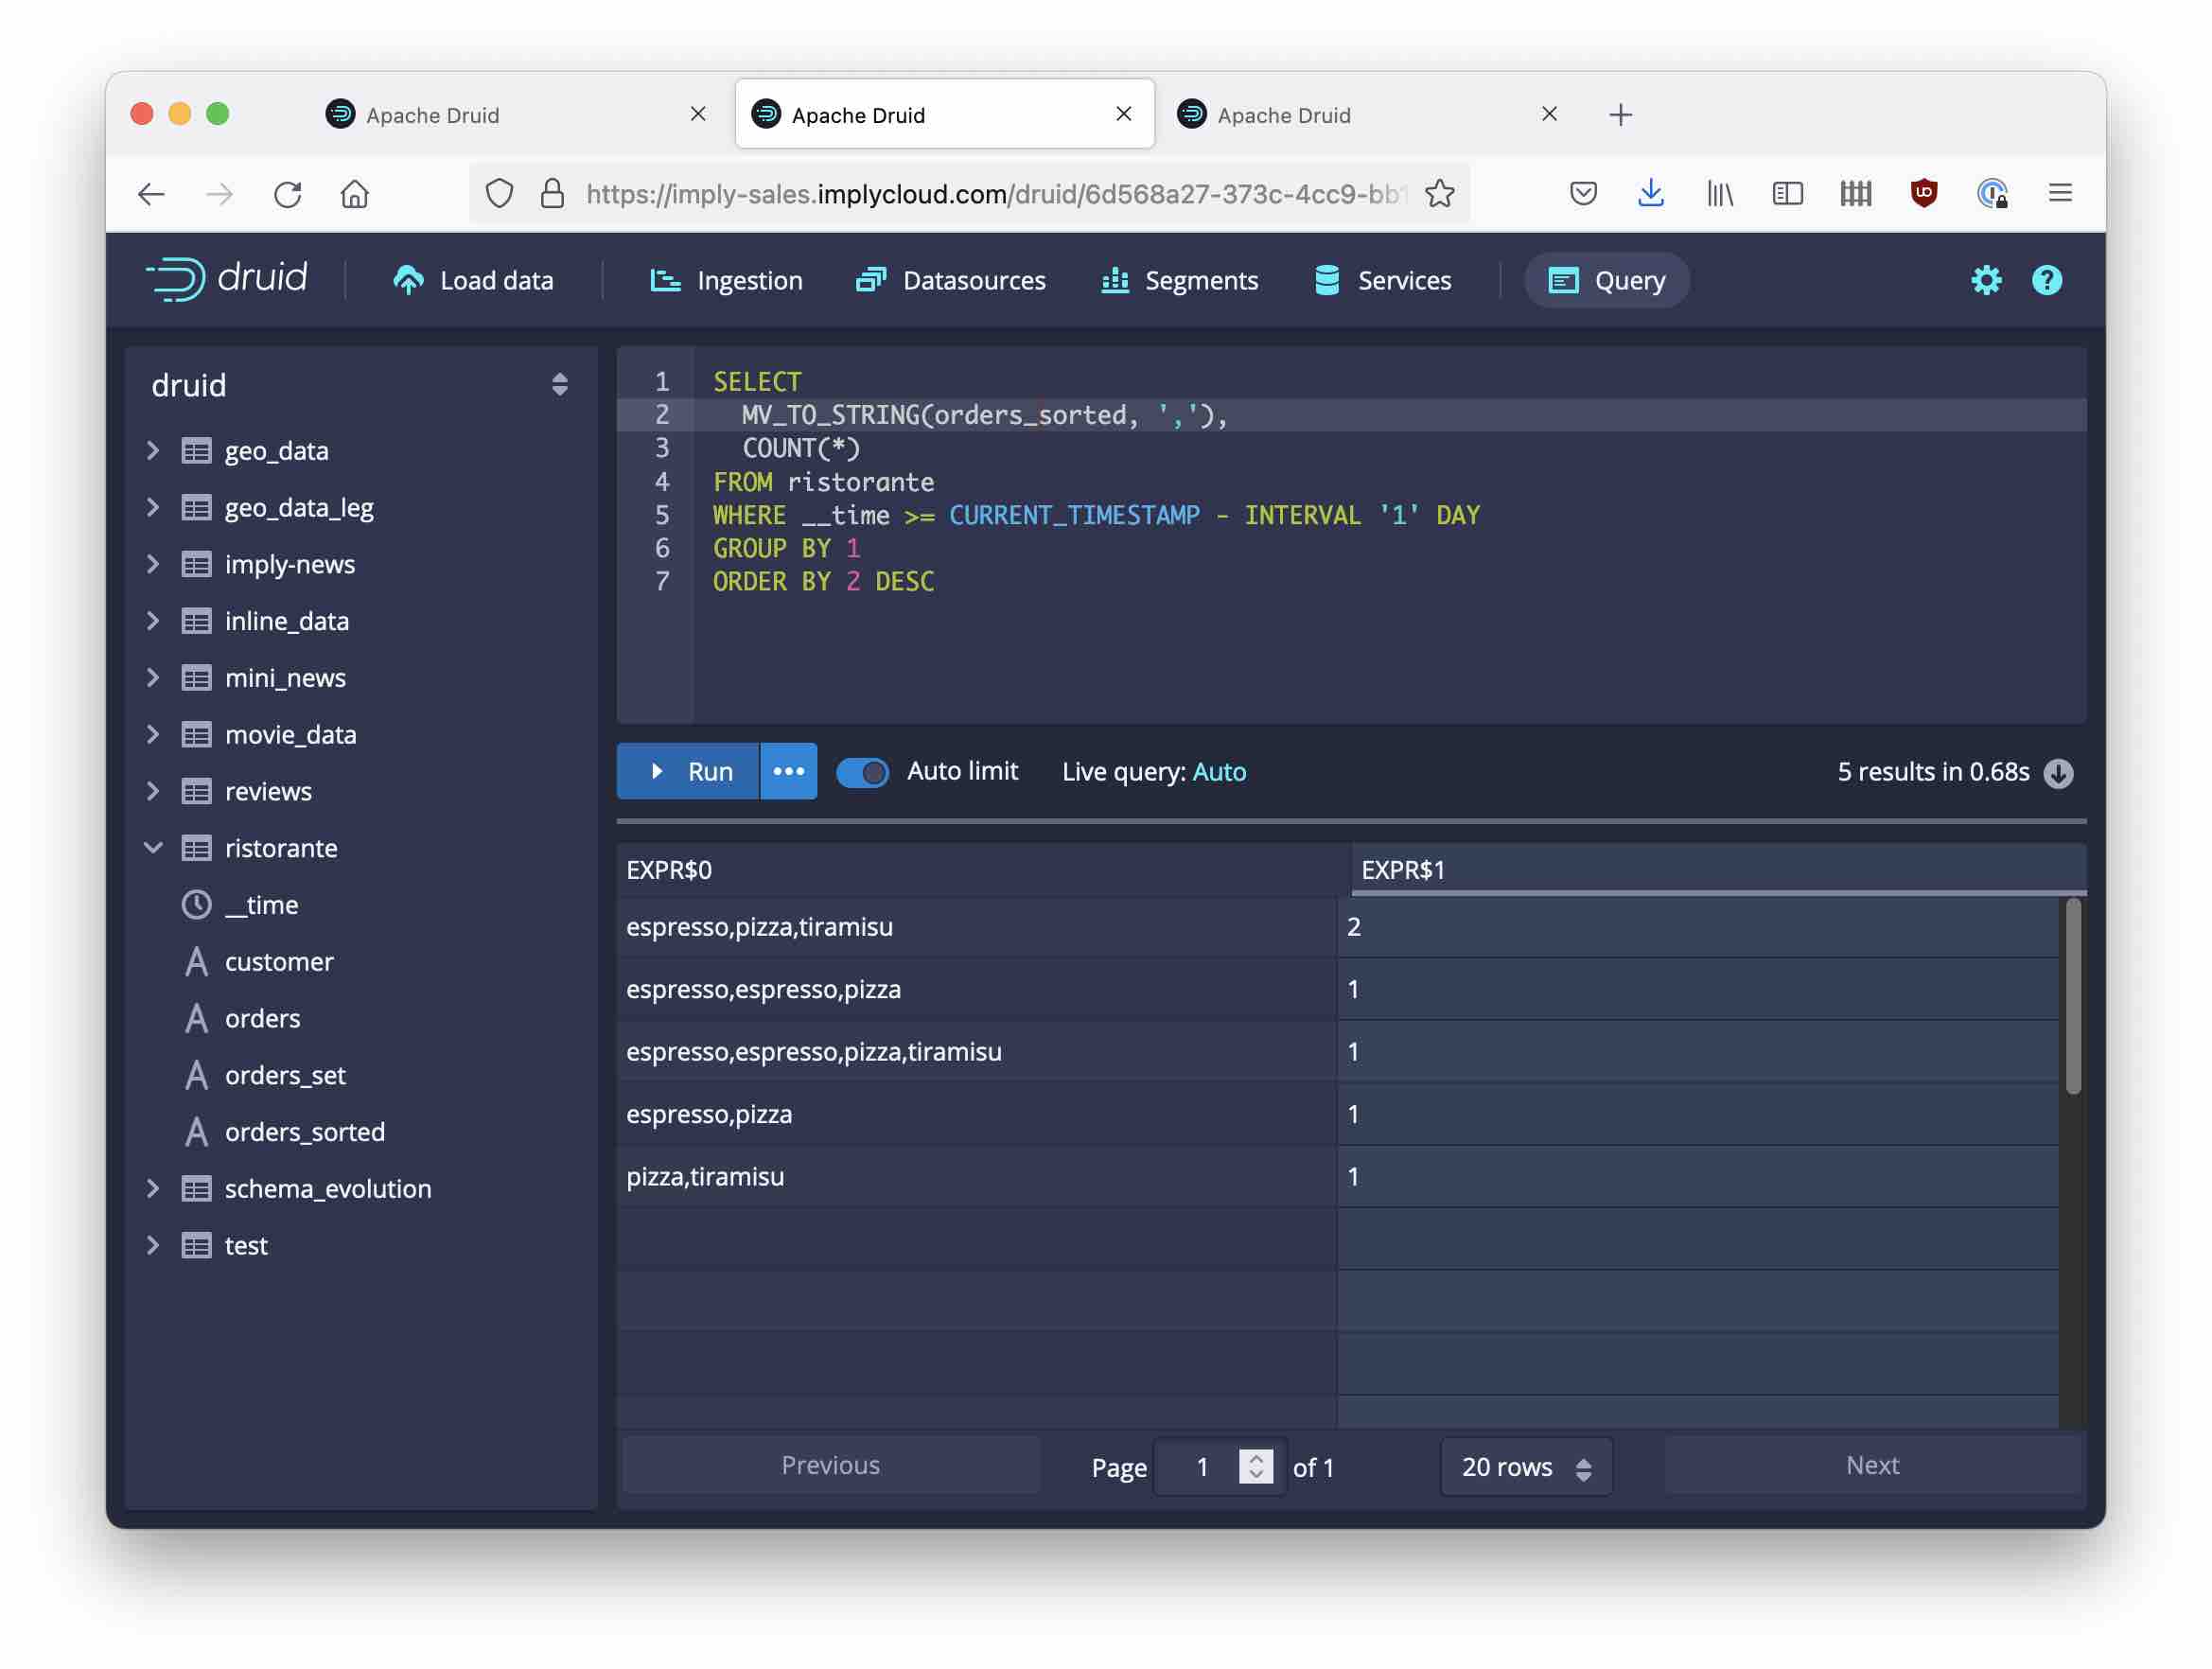 Apache Druid
Apache Druid
Apache Druid
https://imply-sales.implycloud.com/druid/6d568a27-373c-4cc9-bb
druid
Load data
Ingestion
Datasources
Segments
Services
Query
druid
geo_data
geo_data_leg
imply-news
inline_data
mini_news
movie_data
reviews
ristorante
__time
customer
orders
orders_set
orders_sorted
schema_evolution
test
1 SELECT
2 MV_TO_STRING(orders_sorted, ','),
3 COUNT(*)
4 FROM ristorante
5 WHERE __time >= CURRENT_TIMESTAMP - INTERVAL '1' DAY
6 GROUP BY 1
7 ORDER BY 2 DESC
Run
Auto limit
Live query: Auto
5 results in 0.68s
EXPR$0 EXPR$1
espresso,pizza,tiramisu 2
espresso,espresso,pizza 1
espresso,espresso,pizza,tiramisu 1
espresso,pizza 1
pizza,tiramisu 1
Previous
Page 1 of 1
20 rows
Next